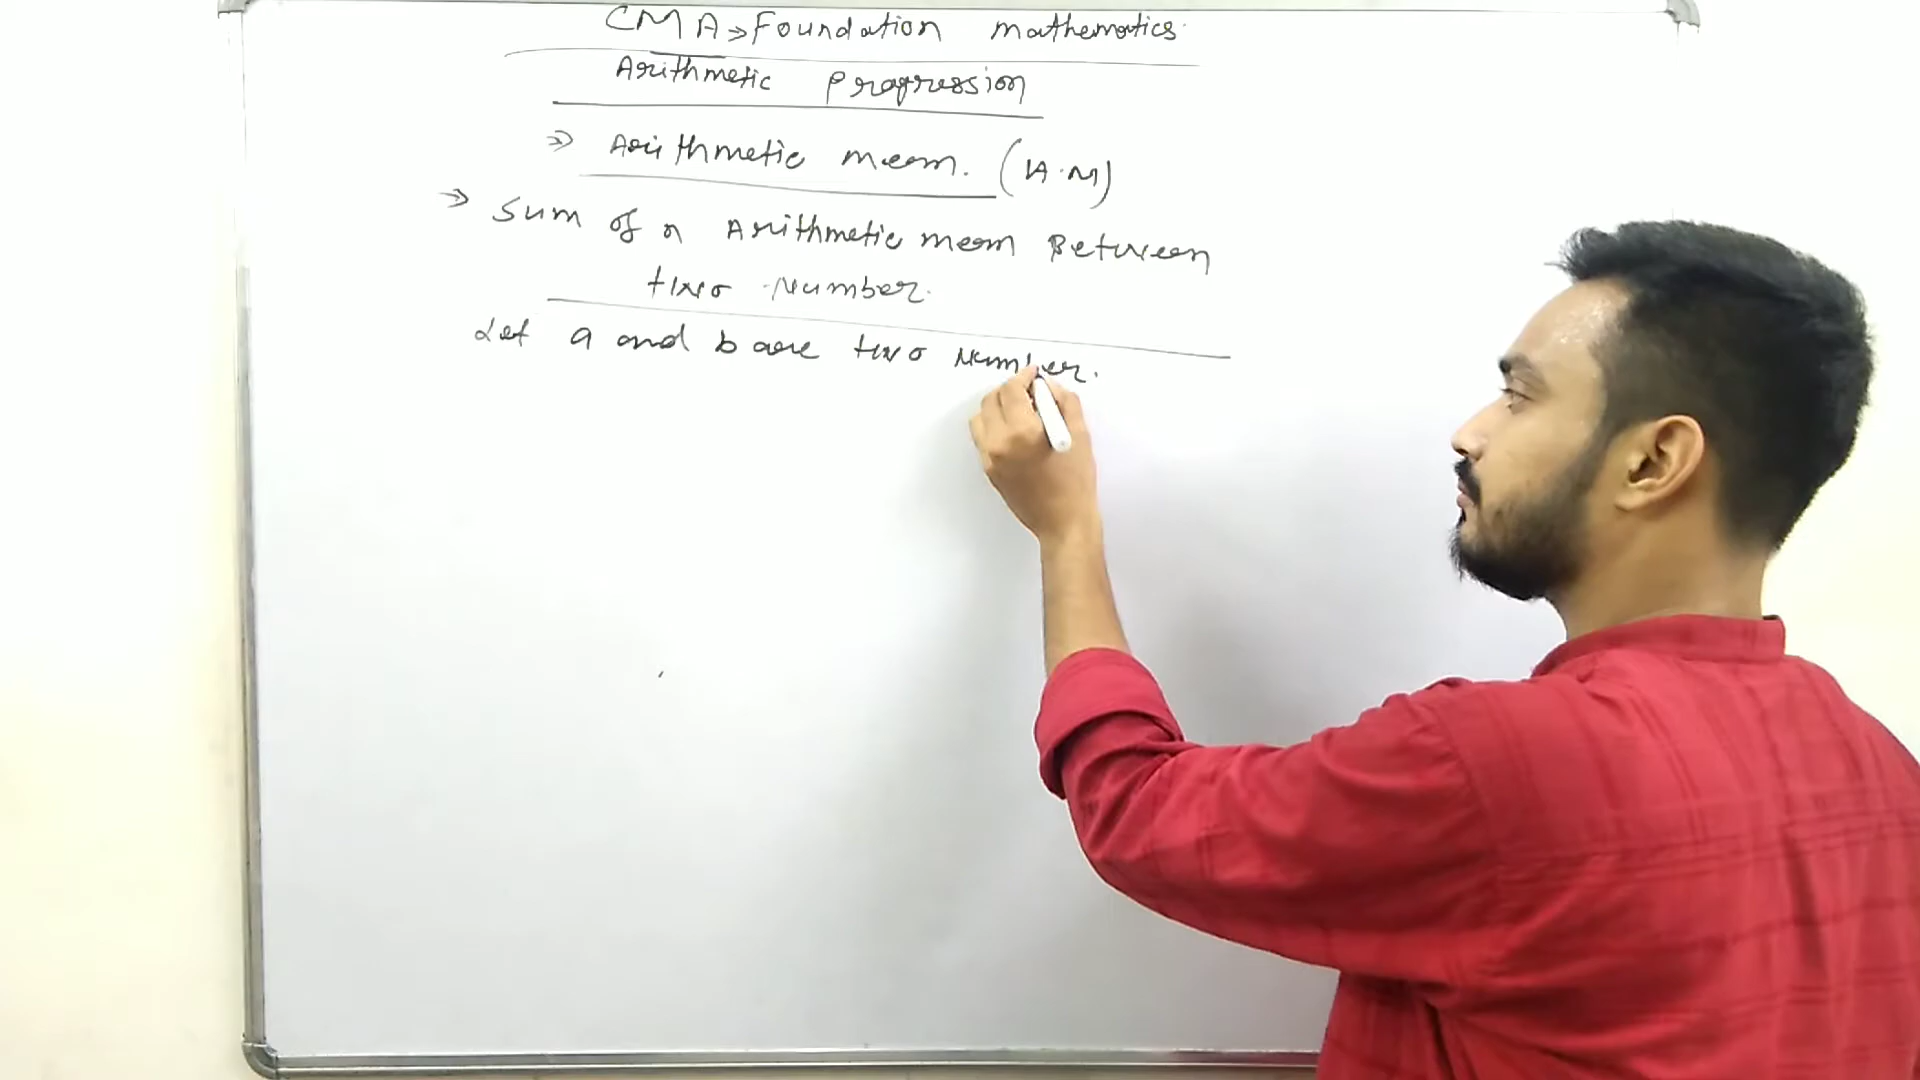 CMA → Foundation mathematics
Arithmetic Progression
⇒ Arithmetic mean. (A.M)
⇒ Sum of n Arithmetic mean Between
two Number.
Let a and b are two Number.